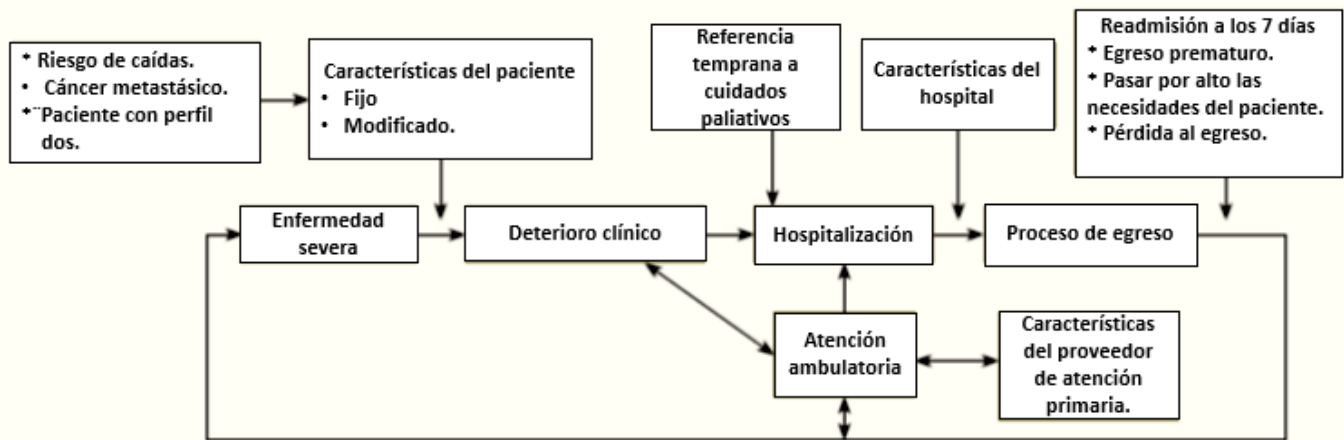 * Riesgo de caídas.
• Cáncer metastásico.
*¨Paciente con perfil
dos.
Características del paciente
• Fijo
• Modificado.
Referencia
temprana a
cuidados
paliativos
Características del
hospital
Readmisión a los 7 días
* Egreso prematuro.
* Pasar por alto las
necesidades del paciente.
* Pérdida al egreso.
Enfermedad
severa
Deterioro clínico
Hospitalización
Proceso de egreso
Atención
ambulatoria
Características
del proveedor
de atención
primaria.